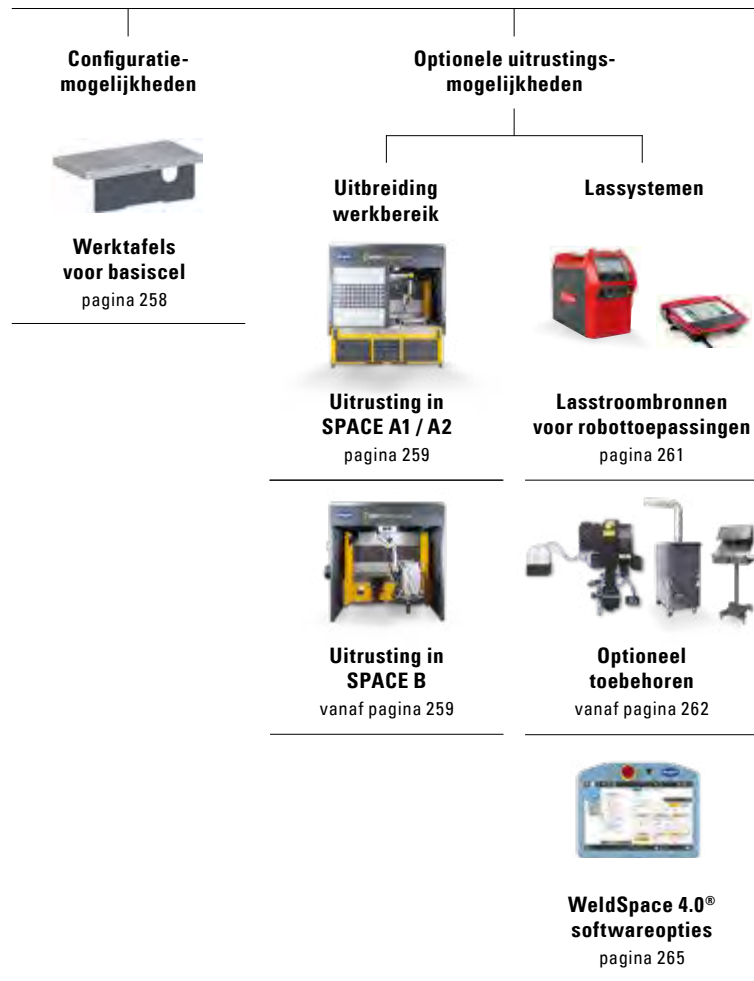 Configuratie-
mogelijkheden
Optionele uitrustings-
mogelijkheden
Uitbreiding
werkbereik
Lassystemen
Werktafels
voor basiscel
pagina 258
Uitrusting in
SPACE A1 / A2
pagina 259
Lasstroombronnen
voor robottoepassingen
pagina 261
Uitrusting in
SPACE B
vanaf pagina 259
Optioneel
toebehoren
vanaf pagina 262
WeldSpace 4.0®
softwareopties
pagina 265